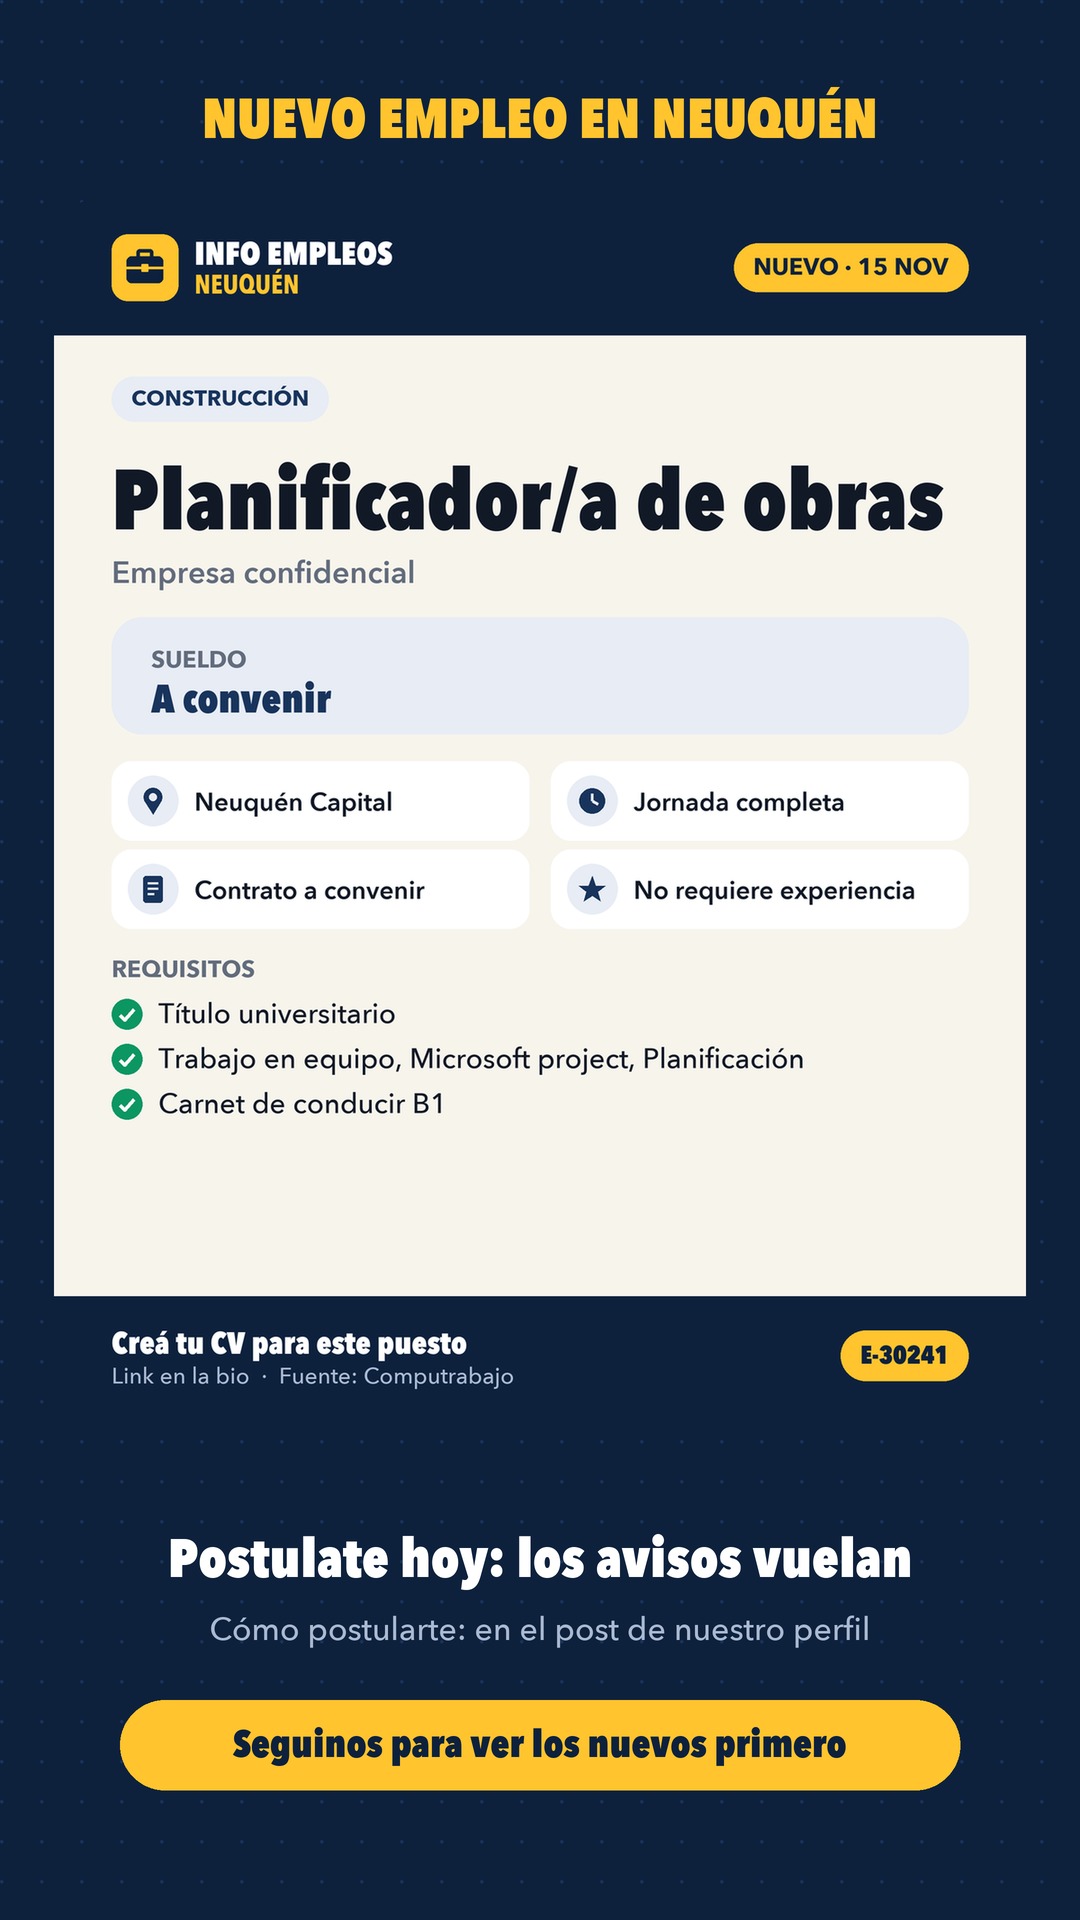 NUEVO EMPLEO EN NEUQUÉN
INFO EMPLEOS
NEUQUÉN
NUEVO · 15 NOV
CONSTRUCCIÓN
Planificador/a de obras
Empresa confidencial
SUELDO
A convenir
Neuquén Capital
Jornada completa
Contrato a convenir
No requiere experiencia
REQUISITOS
Título universitario
Trabajo en equipo, Microsoft project, Planificación
Carnet de conducir B1
Creá tu CV para este puesto
Link en la bio · Fuente: Computrabajo
E-30241
Postulate hoy: los avisos vuelan
Cómo postularte: en el post de nuestro perfil
Seguinos para ver los nuevos primero